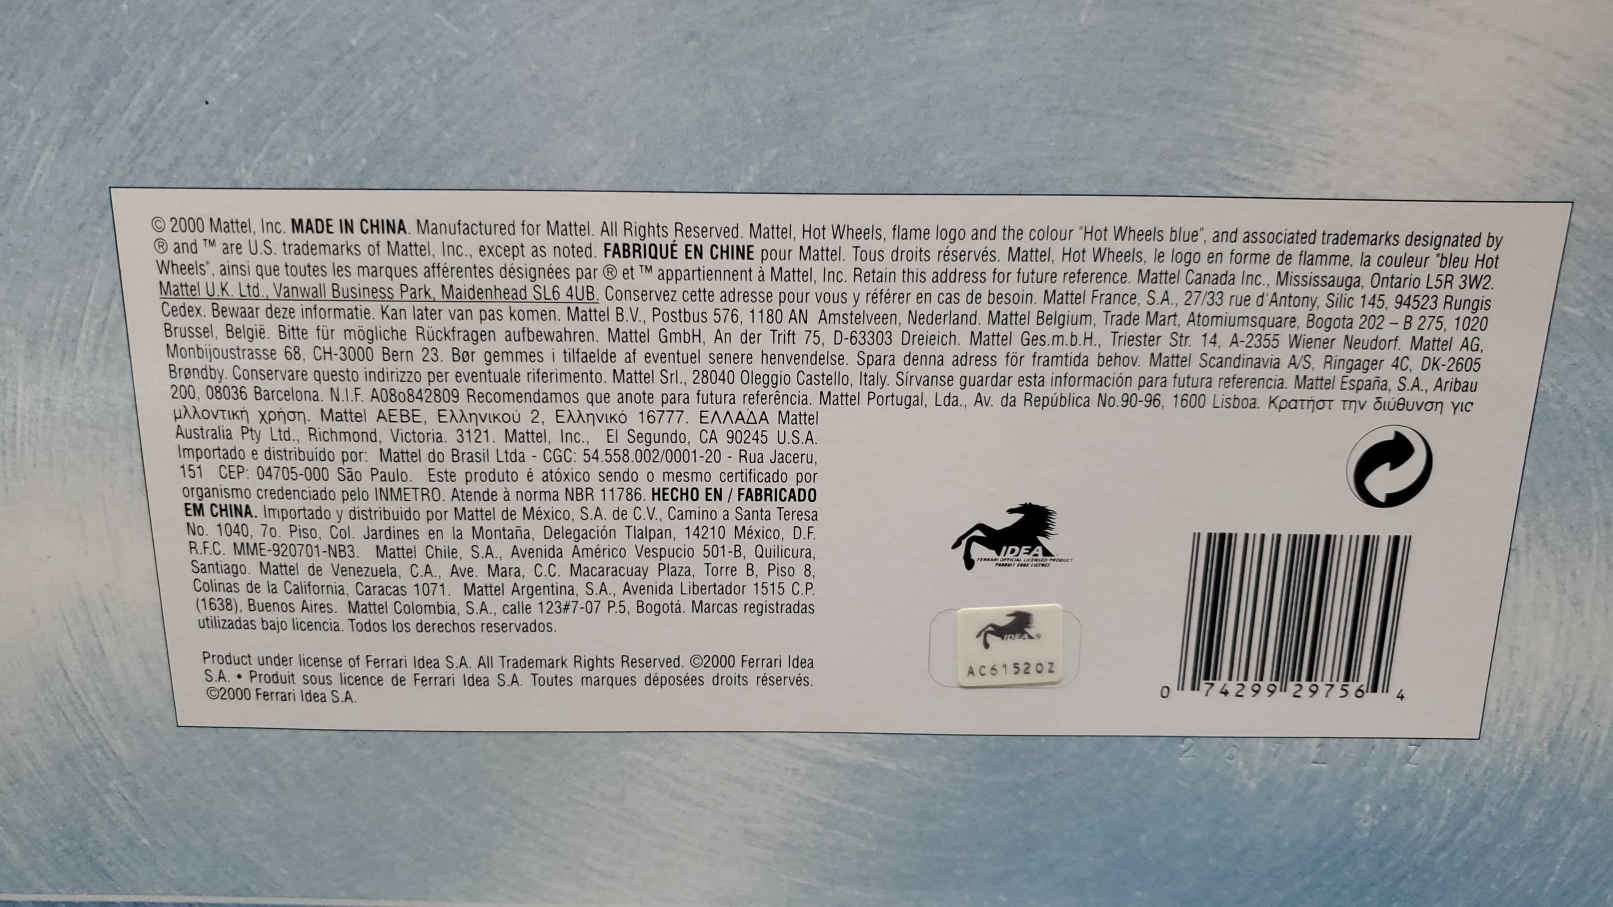 © 2000 Mattel, Inc. MADE IN CHINA. Manufactured for Mattel. All Rights Reserved. Mattel, Hot Wheels, flame logo and the colour "Hot Wheels blue", and associated trademarks designated by
® and ™ are U.S. trademarks of Mattel, Inc., except as noted. FABRIQUÉ EN CHINE pour Mattel. Tous droits réservés. Mattel, Hot Wheels, le logo en forme de flamme, la couleur "bleu Hot
Wheels", ainsi que toutes les marques afférentes désignées par ® et ™ appartiennent à Mattel, Inc. Retain this address for future reference. Mattel Canada Inc., Mississauga, Ontario L5R 3W2.
Mattel U.K. Ltd., Vanwall Business Park, Maidenhead SL6 4UB. Conservez cette adresse pour vous y référer en cas de besoin. Mattel France, S.A., 27/33 rue d'Antony, Silic 145, 94523 Rungis
Cedex. Bewaar deze informatie. Kan later van pas komen. Mattel B.V., Postbus 576, 1180 AN Amstelveen, Nederland. Mattel Belgium, Trade Mart, Atomiumsquare, Bogota 202 – B 275, 1020
Brussel, België. Bitte für mögliche Rückfragen aufbewahren. Mattel GmbH, An der Trift 75, D-63303 Dreieich. Mattel Ges.m.b.H., Triester Str. 14, A-2355 Wiener Neudorf. Mattel AG,
Monbijoustrasse 68, CH-3000 Bern 23. Bør gemmes i tilfaelde af eventuel senere henvendelse. Spara denna adress för framtida behov. Mattel Scandinavia A/S, Ringager 4C, DK-2605
Brøndby. Conservare questo indirizzo per eventuale riferimento. Mattel Srl., 28040 Oleggio Castello, Italy. Sírvanse guardar esta información para futura referencia. Mattel España, S.A., Aribau
200, 08036 Barcelona. N.I.F. A08o842809 Recomendamos que anote para futura referência. Mattel Portugal, Lda., Av. da República No.90-96, 1600 Lisboa. Κρατήστ την διύθυνση γις
μλλοντική χρήση. Mattel AEBE, Ελληνικού 2, Ελληνικό 16777. ΕΛΛΑΔΑ Mattel
Australia Pty Ltd., Richmond, Victoria. 3121. Mattel, Inc., El Segundo, CA 90245 U.S.A.
Importado e distribuido por: Mattel do Brasil Ltda - CGC: 54.558.002/0001-20 - Rua Jaceru,
151 CEP: 04705-000 São Paulo. Este produto é atóxico sendo o mesmo certificado por
organismo credenciado pelo INMETRO. Atende à norma NBR 11786. HECHO EN / FABRICADO
EM CHINA. Importado y distribuido por Mattel de México, S.A. de C.V., Camino a Santa Teresa
No. 1040, 7o. Piso, Col. Jardines en la Montaña, Delegación Tlalpan, 14210 México, D.F.
R.F.C. MME-920701-NB3. Mattel Chile, S.A., Avenida Américo Vespucio 501-B, Quilicura,
Santiago. Mattel de Venezuela, C.A., Ave. Mara, C.C. Macaracuay Plaza, Torre B, Piso 8,
Colinas de la California, Caracas 1071. Mattel Argentina, S.A., Avenida Libertador 1515 C.P.
(1638), Buenos Aires. Mattel Colombia, S.A., calle 123#7-07 P.5, Bogotá. Marcas registradas
utilizadas bajo licencia. Todos los derechos reservados.
Product under license of Ferrari Idea S.A. All Trademark Rights Reserved. ©2000 Ferrari Idea
S.A. • Produit sous licence de Ferrari Idea S.A. Toutes marques déposées droits réservés.
©2000 Ferrari Idea S.A.
IDEA
FERRARI OFFICIAL LICENSED PRODUCT
PRODUIT SOUS LICENCE
IDEA ®
AC61520Z
0 74299 29756 4